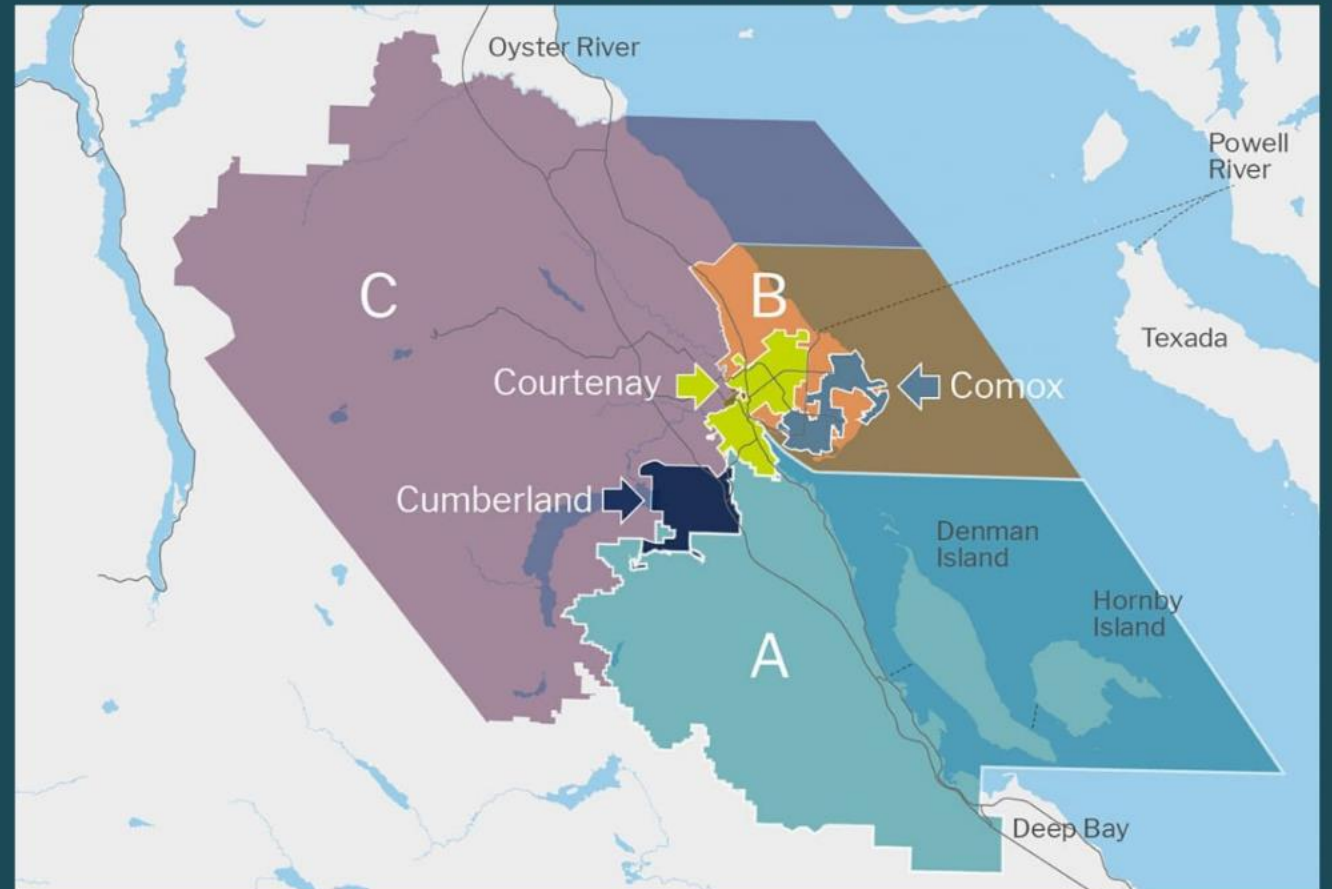 Oyster River
Powell
River
C
B
Texada
Courtenay
Comox
Cumberland
Denman
Island
Hornby
Island
A
Deep Bay